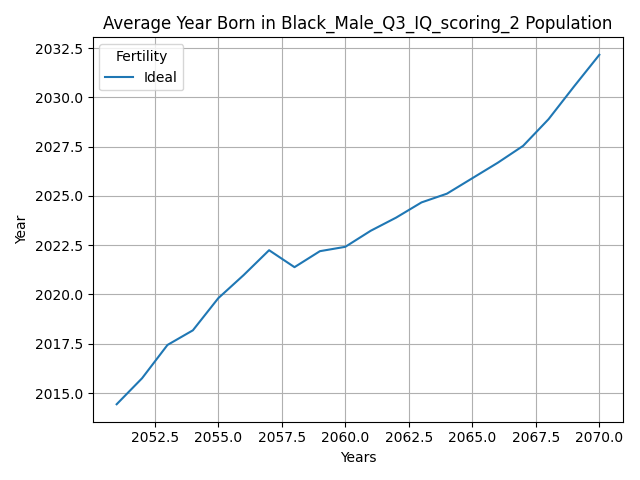 Average Year Born in Black_Male_Q3_IQ_scoring_2 Population
Fertility
Ideal
2032.5
2030.0
2027.5
2025.0
2022.5
2020.0
2017.5
2015.0
Year
2052.5 2055.0 2057.5 2060.0 2062.5 2065.0 2067.5 2070.0
Years